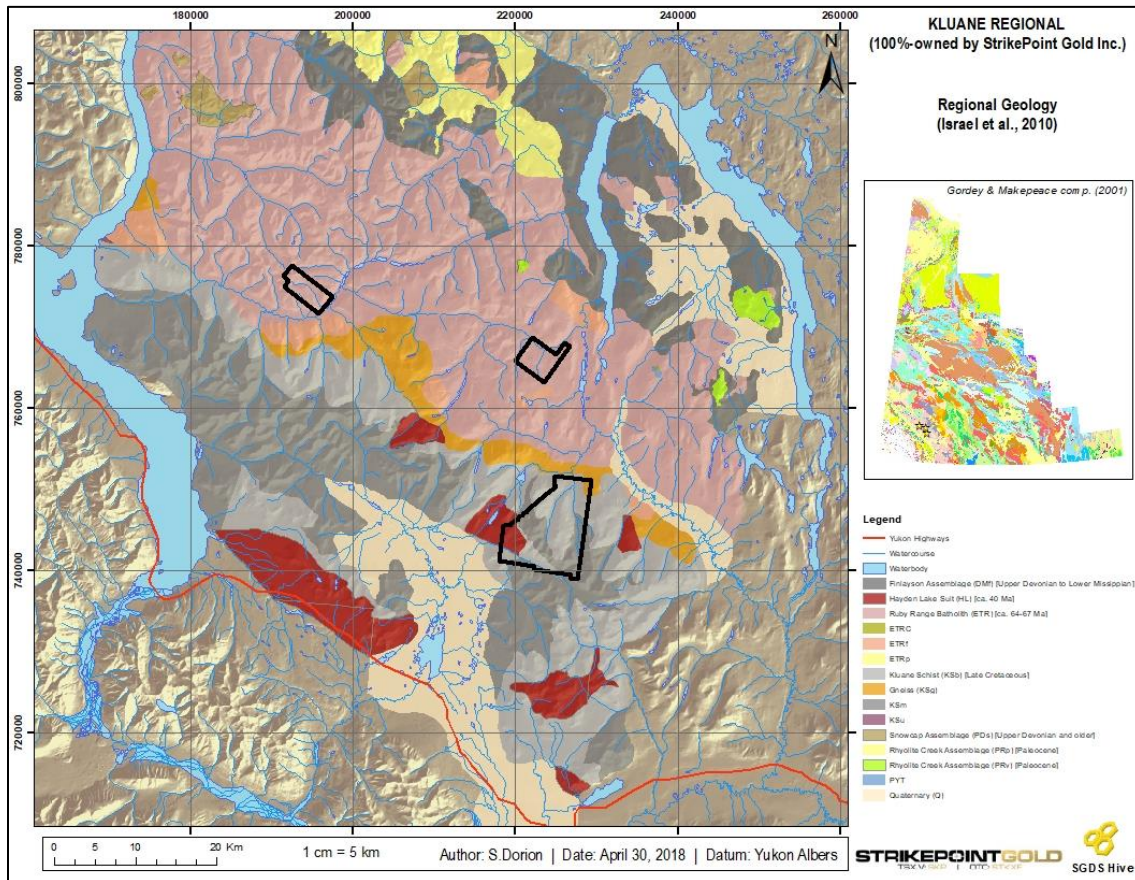 KLUANE REGIONAL
(100%-owned by StrikePoint Gold Inc.)
Regional Geology
(Israel et al., 2010)
180000 200000 220000 240000 260000
N
800000
780000
760000
740000
720000
Gordey & Makepeace comp. (2001)
Legend
Yukon Highways
Watercourse
Waterbody
Finlayson Assemblage (DMf) [Upper Devonian to Lower Missippian]
Hayden Lake Suit (HL) [ca. 40 Ma]
Ruby Range Batholith (ETR) [ca. 64-67 Ma]
ETRC
ETRf
ETRp
Kluane Schist (KSb) [Late Cretaceous]
Gneiss (KSg)
KSm
KSu
Snowcap Assemblage (PDs) [Upper Devonian and older]
Rhyolite Creek Assemblage (PRp) [Paleocene]
Rhyolite Creek Assemblage (PRv) [Paleocene]
PYT
Quaternary (Q)
0 5 10 20 Km
1 cm = 5 km
Author: S.Dorion | Date: April 30, 2018 | Datum: Yukon Albers
180000 200000 220000 240000 260000
STRIKEPOINTGOLD
SGDS Hive